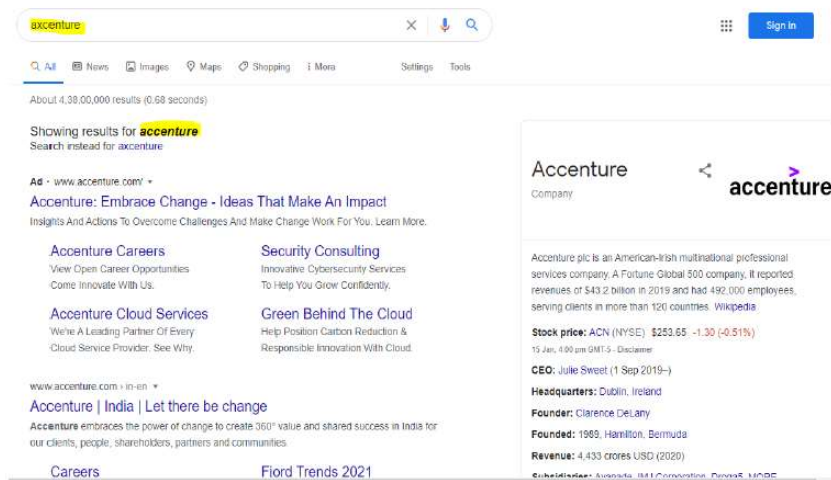 axcenture
Sign In
All News Images Maps Shopping More Settings Tools
About 4,38,00,000 results (0.68 seconds)
Showing results for accenture
Search instead for axcenture
Ad · www.accenture.com/
Accenture: Embrace Change - Ideas That Make An Impact
Insights And Actions To Overcome Challenges And Make Change Work For You. Learn More.
Accenture Careers
View Open Career Opportunities
Come Innovate With Us.
Security Consulting
Innovative Cybersecurity Services
To Help You Grow Confidently.
Accenture Cloud Services
We're A Leading Partner Of Every
Cloud Service Provider. See Why.
Green Behind The Cloud
Help Position Carbon Reduction &
Responsible Innovation With Cloud.
www.accenture.com › in-en
Accenture | India | Let there be change
Accenture embraces the power of change to create 360° value and shared success in India for
our clients, people, shareholders, partners and communities.
Careers
Fjord Trends 2021
Accenture
Company
accenture
Accenture plc is an American-Irish multinational professional
services company. A Fortune Global 500 company, it reported
revenues of $43.2 billion in 2019 and had 492,000 employees,
serving clients in more than 120 countries. Wikipedia
Stock price: ACN (NYSE) $253.65 -1.30 (-0.51%)
15 Jan, 4:00 pm GMT-5 - Disclaimer
CEO: Julie Sweet (1 Sep 2019–)
Headquarters: Dublin, Ireland
Founder: Clarence DeLany
Founded: 1989, Hamilton, Bermuda
Revenue: 4,433 crores USD (2020)
Subsidiaries: Avanade, IMJ Corporation, Droga5, MORE